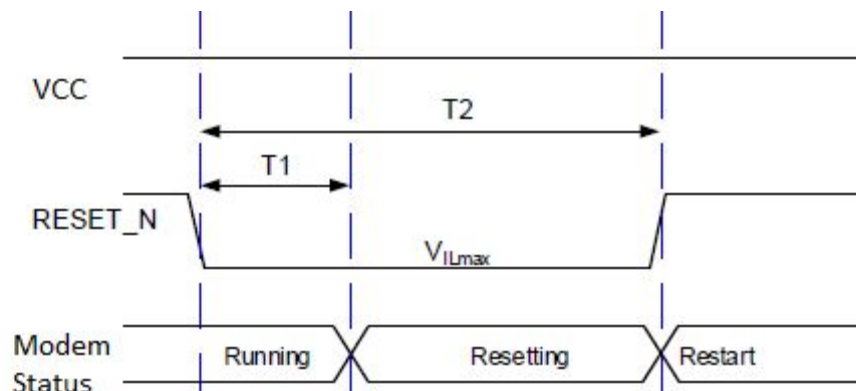 VCC
T2
T1
RESET_N
VILmax
Modem
Status
Running
Resetting
Restart